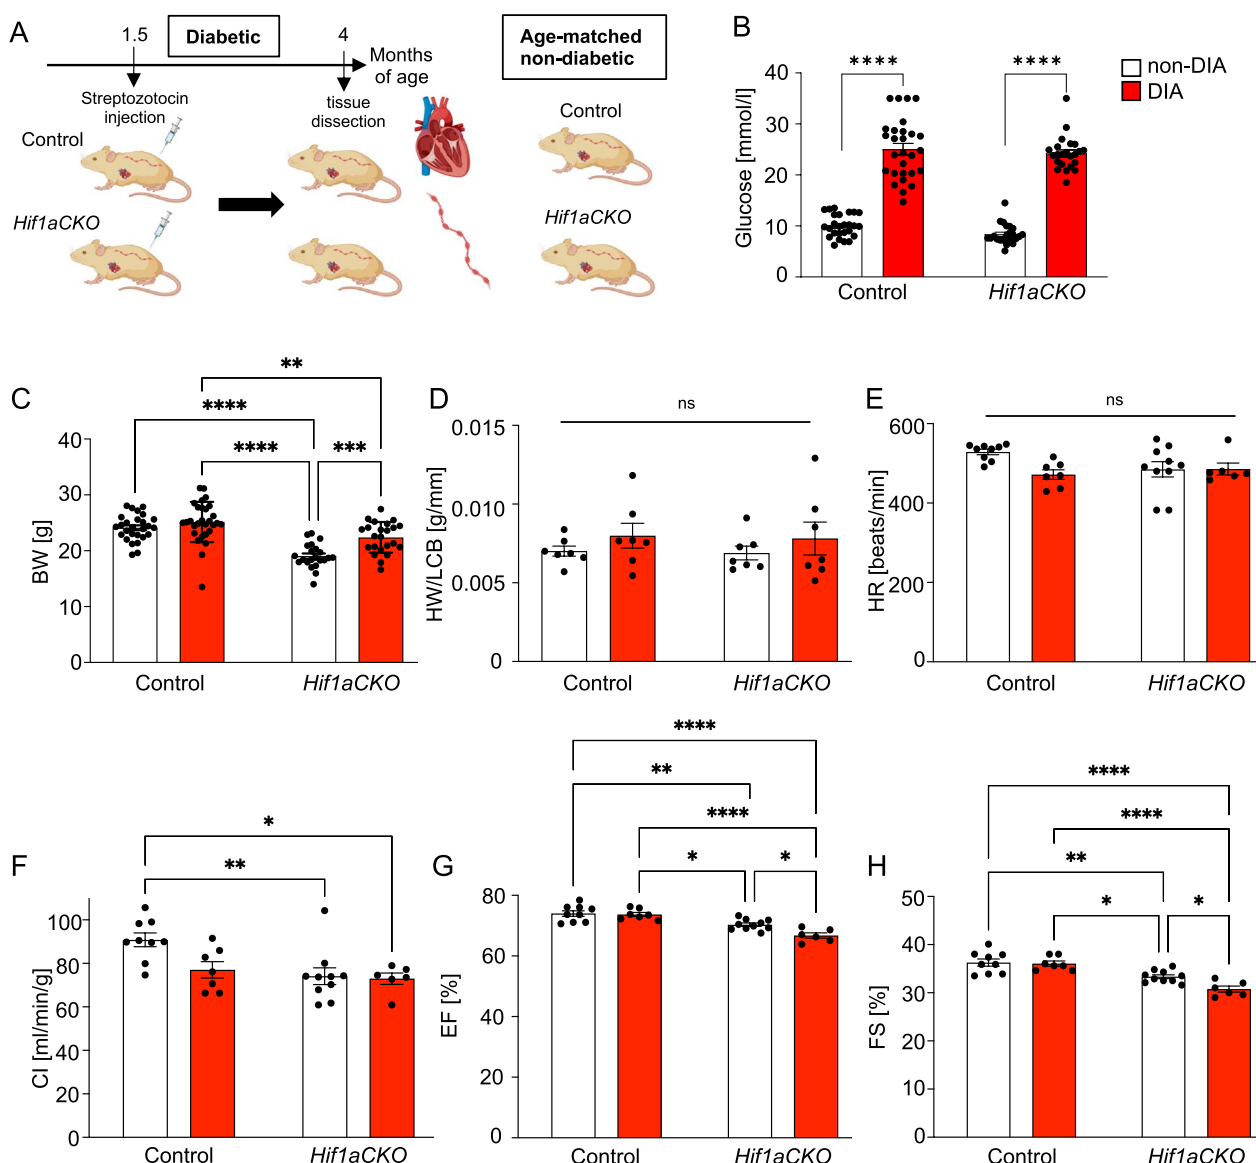 A
1.5
Diabetic
4
Months
of age
Streptozotocin
injection
tissue
dissection
Control
Hif1aCKO
Age-matched
non-diabetic
Control
Hif1aCKO
B
non-DIA
DIA
**** ****
Glucose [mmol/l]
40
30
20
10
0
Control Hif1aCKO
C
**
****
**** ***
BW [g]
40
30
20
10
0
Control Hif1aCKO
D
ns
HW/LCB [g/mm]
0.015
0.010
0.005
0
Control Hif1aCKO
E
ns
HR [beats/min]
600
400
200
0
Control Hif1aCKO
F
*
**
CI [ml/min/g]
100
80
60
40
20
0
Control Hif1aCKO
G
****
**
****
* *
EF [%]
80
60
40
20
0
Control Hif1aCKO
H
****
****
**
* *
FS [%]
50
40
30
20
10
0
Control Hif1aCKO